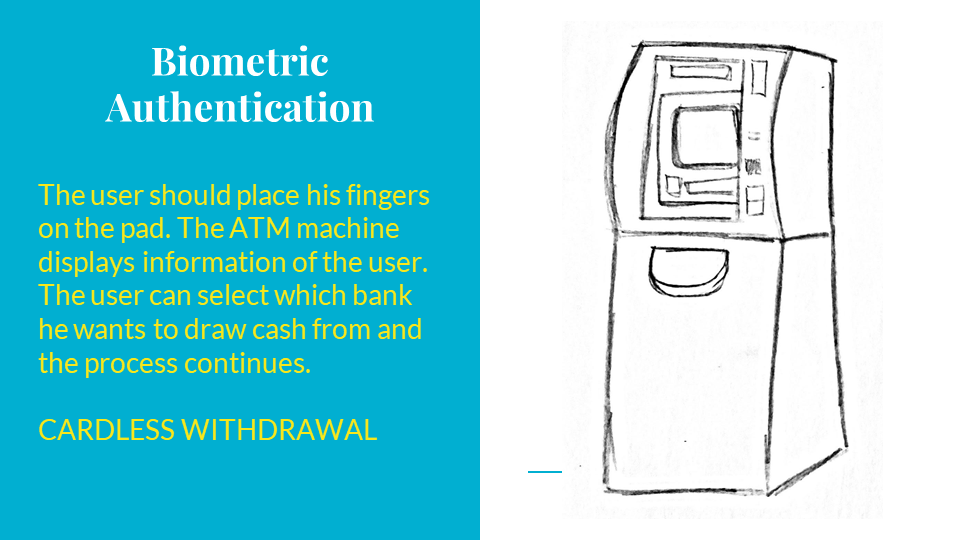 Biometric
Authentication
The user should place his fingers
on the pad. The ATM machine
displays information of the user.
The user can select which bank
he wants to draw cash from and
the process continues.
CARDLESS WITHDRAWAL